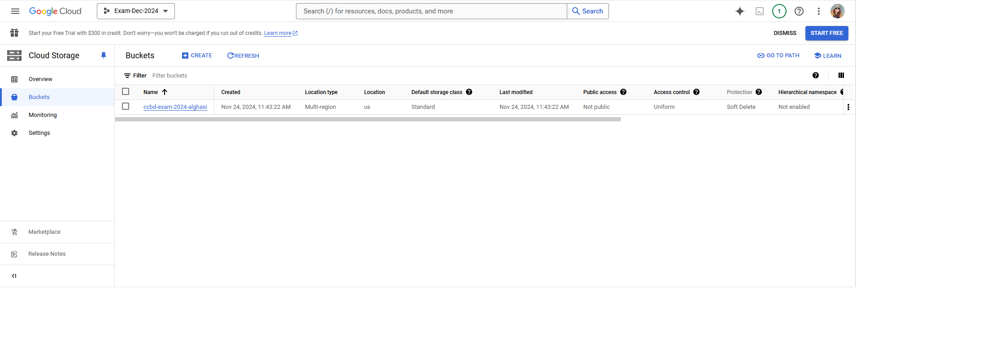 Google Cloud
Exam-Dec-2024
Search (/) for resources, docs, products, and more
Search
1
Start your Free Trial with $300 in credit. Don't worry—you won't be charged if you run out of credits. Learn more
DISMISS
START FREE
Cloud Storage
Buckets
CREATE
REFRESH
GO TO PATH
LEARN
Overview
Buckets
Monitoring
Settings
Marketplace
Release Notes
Filter Filter buckets
Name Created Location type Location Default storage class Last modified Public access Access control Protection Hierarchical namespace
ccbd-exam-2024-alghasi Nov 24, 2024, 11:43:22 AM Multi-region us Standard Nov 24, 2024, 11:43:22 AM Not public Uniform Soft Delete Not enabled